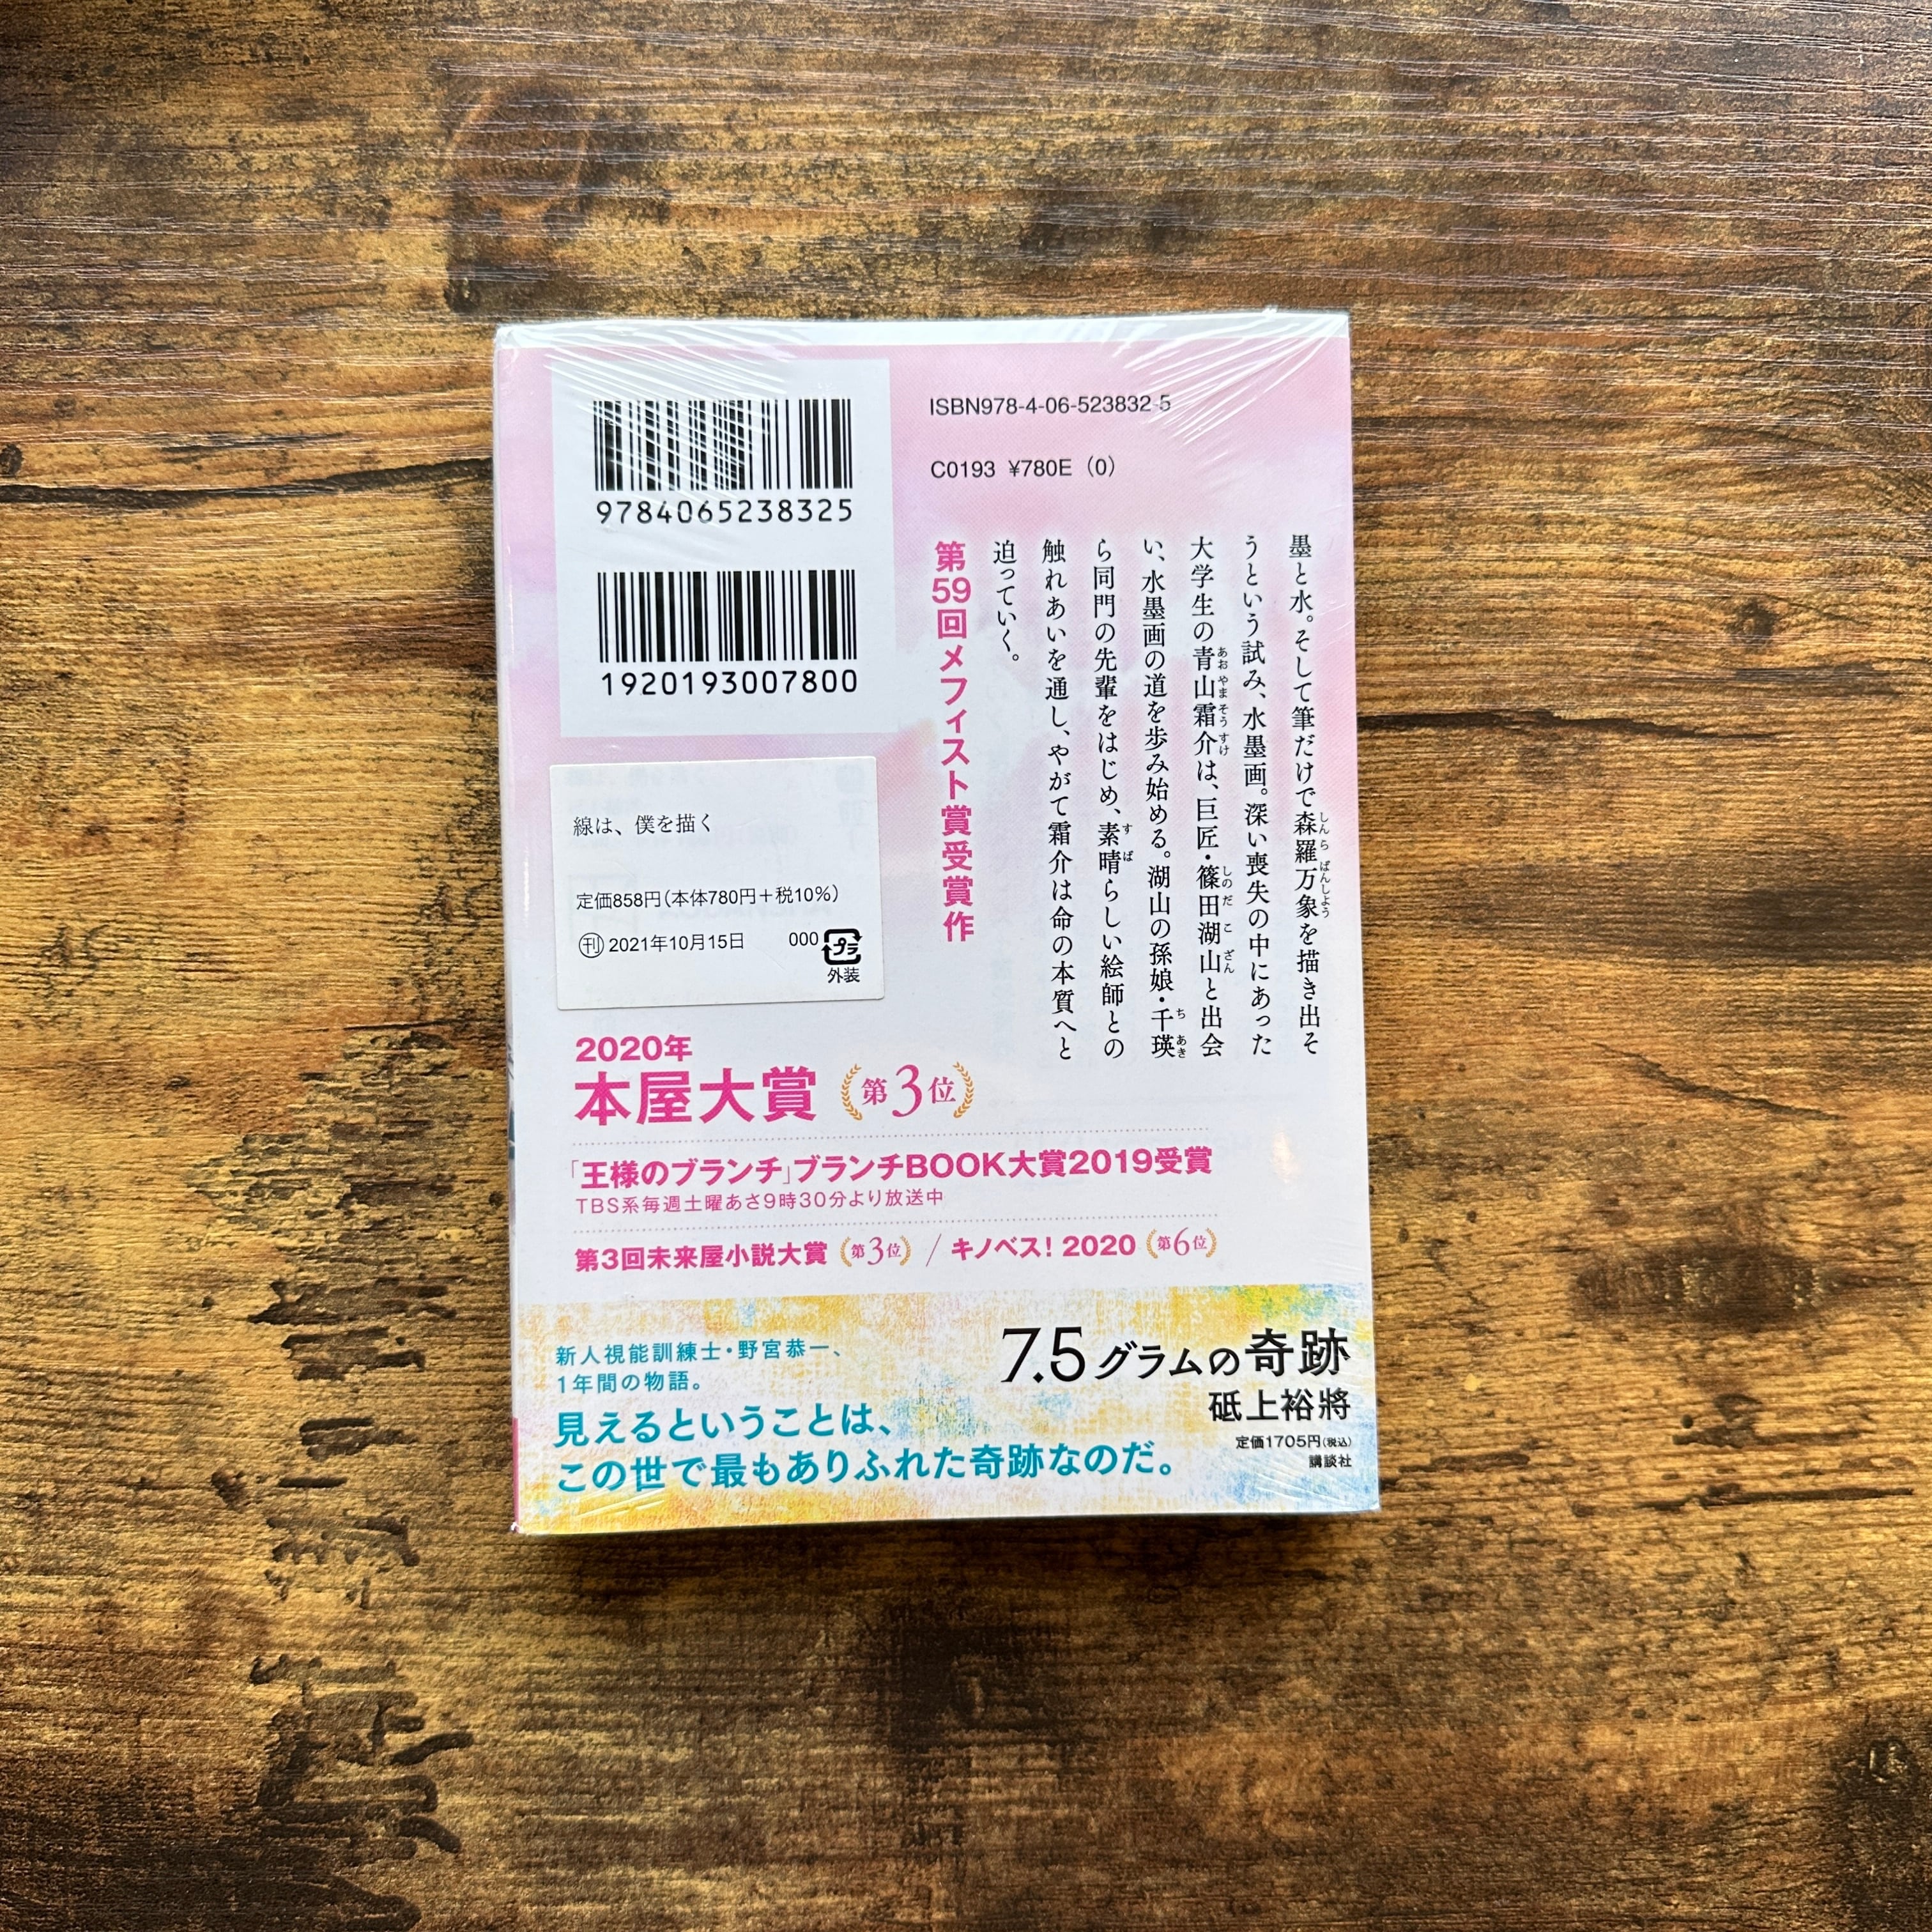 ISBN978-4-06-523832-5
C0193 ¥780E (0)
9784065238325
1920193007800
墨と水。そして筆だけで森羅万象を描き出そ
うという試み、水墨画。深い喪失の中にあった
大学生の青山霜介は、巨匠・篠田湖山と出会
い、水墨画の道を歩み始める。湖山の孫娘・千瑛
ら同門の先輩をはじめ、素晴らしい絵師との
触れあいを通し、やがて霜介は命の本質へと
迫っていく。
第59回メフィスト賞受賞作
線は、僕を描く
定価858円(本体780円+税10%)
刊 2021年10月15日 000 プラ
外装
2020年
本屋大賞 第3位
「王様のブランチ」ブランチBOOK大賞2019受賞
TBS系毎週土曜あさ9時30分より放送中
第3回未来屋小説大賞 第3位 / キノベス! 2020 第6位
新人視能訓練士・野宮恭一、
1年間の物語。
見えるということは、
この世で最もありふれた奇跡なのだ。
7.5グラムの奇跡
砥上裕將
定価1705円(税込)
講談社